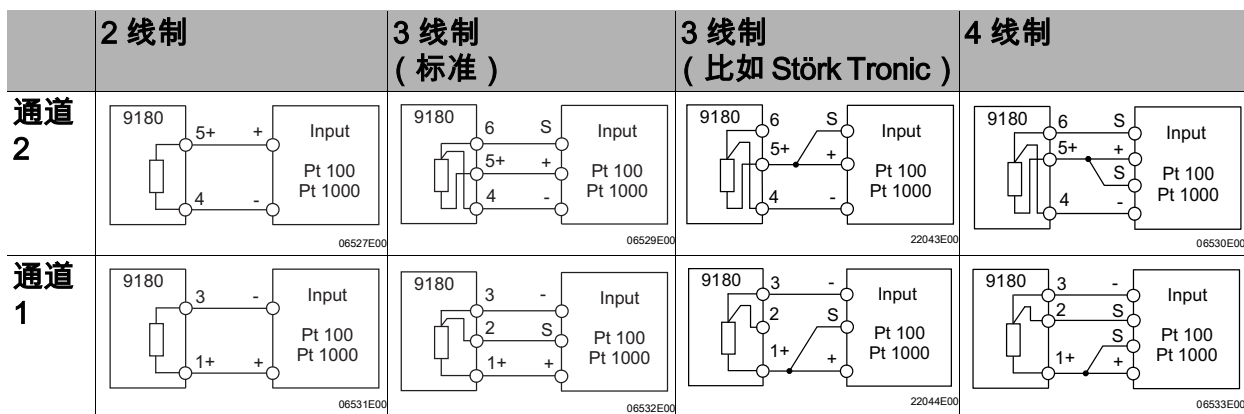 2 线制
3 线制
（标准）
3 线制
（比如 Störk Tronic）
4 线制
通道
2
9180
5+
+
4
-
Input
Pt 100
Pt 1000
06527E00
9180
6
S
5+
+
4
-
Input
Pt 100
Pt 1000
06529E00
9180
6
S
5+
+
4
-
Input
Pt 100
Pt 1000
22043E00
9180
6
S
5+
+
S
4
-
Input
Pt 100
Pt 1000
06530E00
通道
1
9180
3
-
1+
+
Input
Pt 100
Pt 1000
06531E00
9180
3
-
2
S
1+
+
Input
Pt 100
Pt 1000
06532E00
9180
3
-
2
S
1+
+
Input
Pt 100
Pt 1000
22044E00
9180
3
-
2
S
S
1+
+
Input
Pt 100
Pt 1000
06533E00